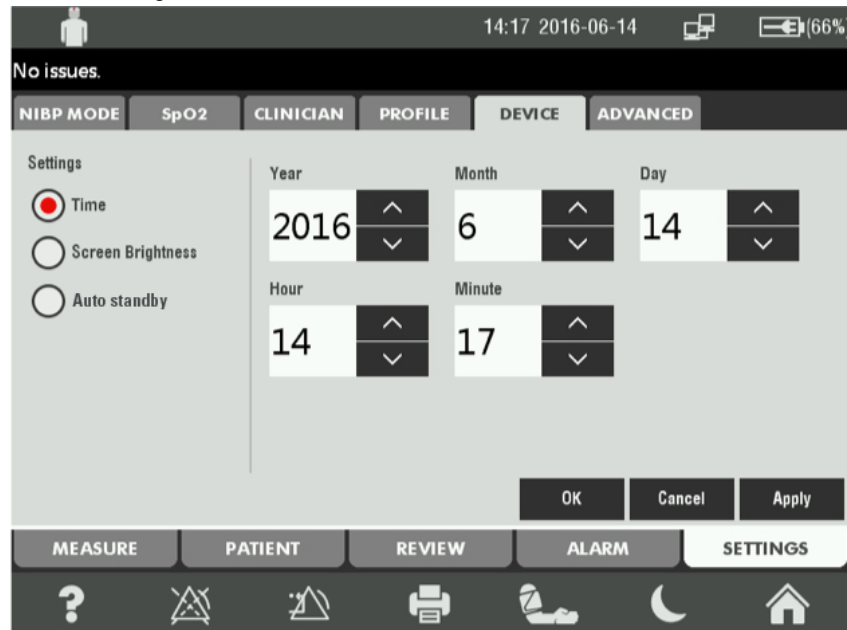 14:17 2016-06-14 (66%)
No issues.
NIBP MODE SpO2 CLINICIAN PROFILE DEVICE ADVANCED
Settings
Time
Screen Brightness
Auto standby
Year Month Day
2016 6 14
Hour Minute
14 17
OK Cancel Apply
MEASURE PATIENT REVIEW ALARM SETTINGS
?